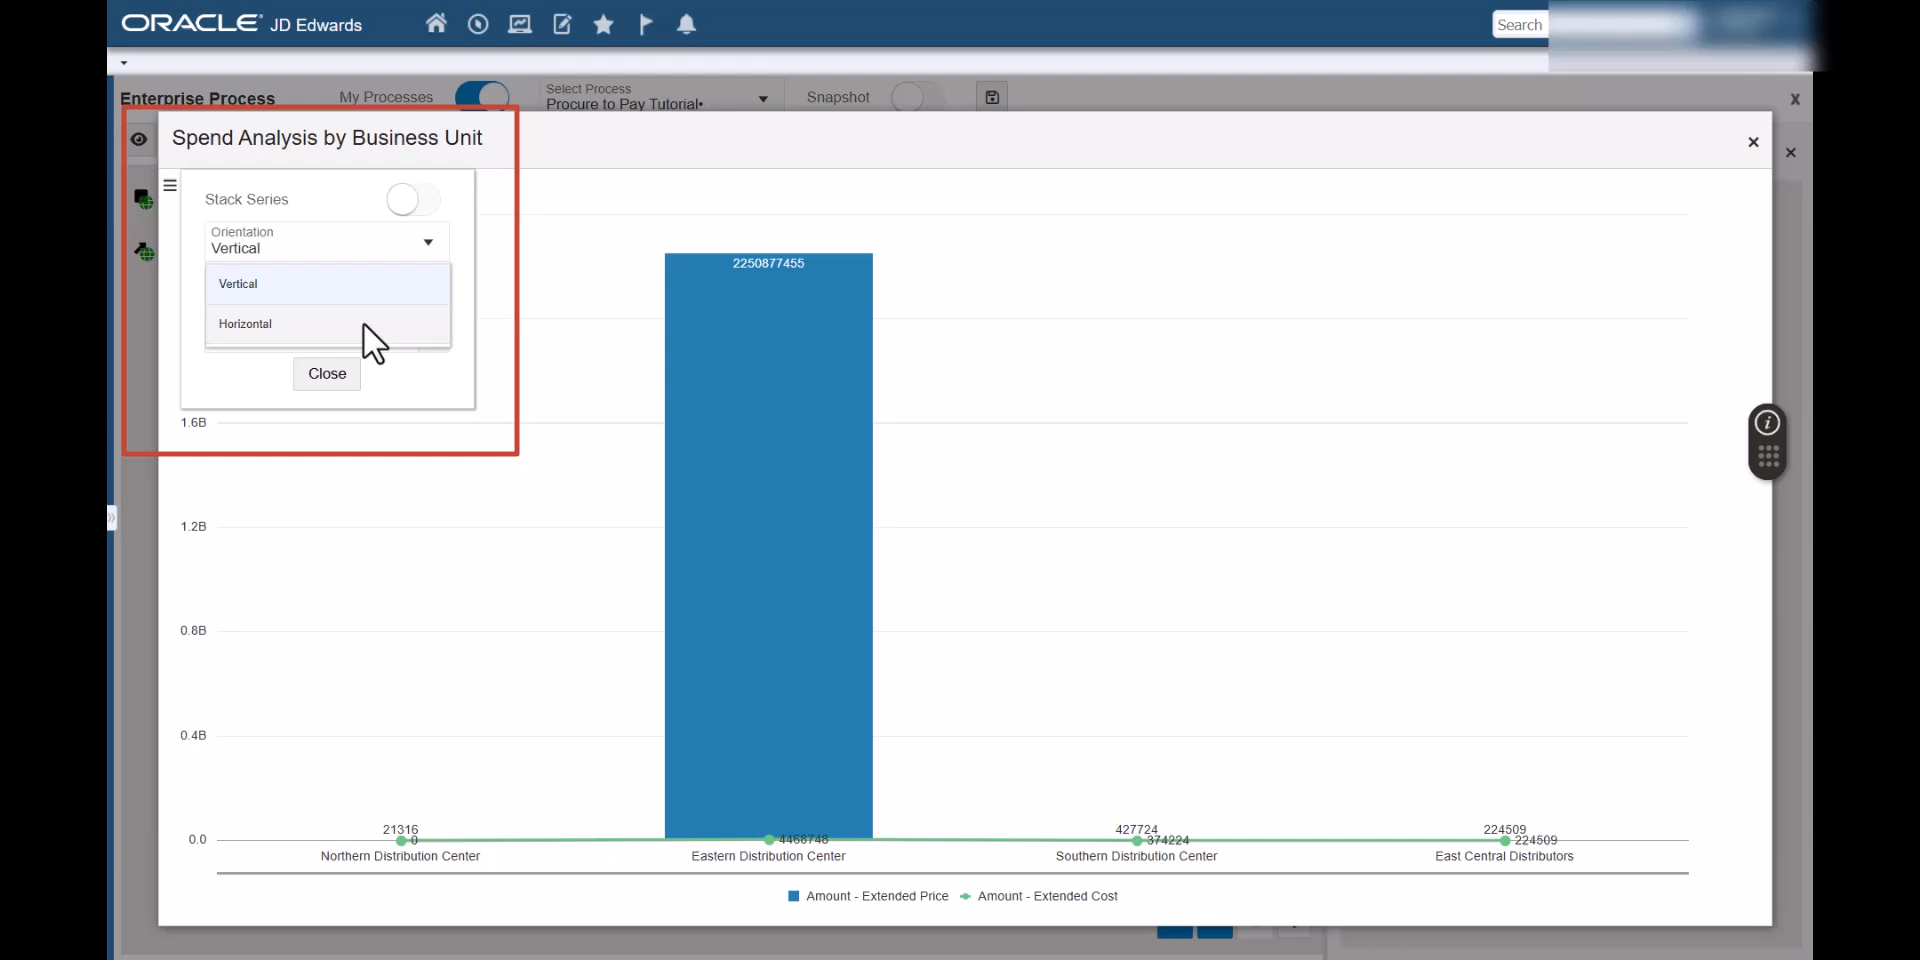 ORACLE JD Edwards
Search
Enterprise Process
My Processes
Select Process
Procure to Pay Tutorial•
Snapshot
X
Spend Analysis by Business Unit
Stack Series
Orientation
Vertical
Vertical
Horizontal
Close
2250877455
1.6B
1.2B
0.8B
0.4B
0.0
21316
0
4468748
427724
374224
224509
224509
Northern Distribution Center
Eastern Distribution Center
Southern Distribution Center
East Central Distributors
Amount - Extended Price
Amount - Extended Cost